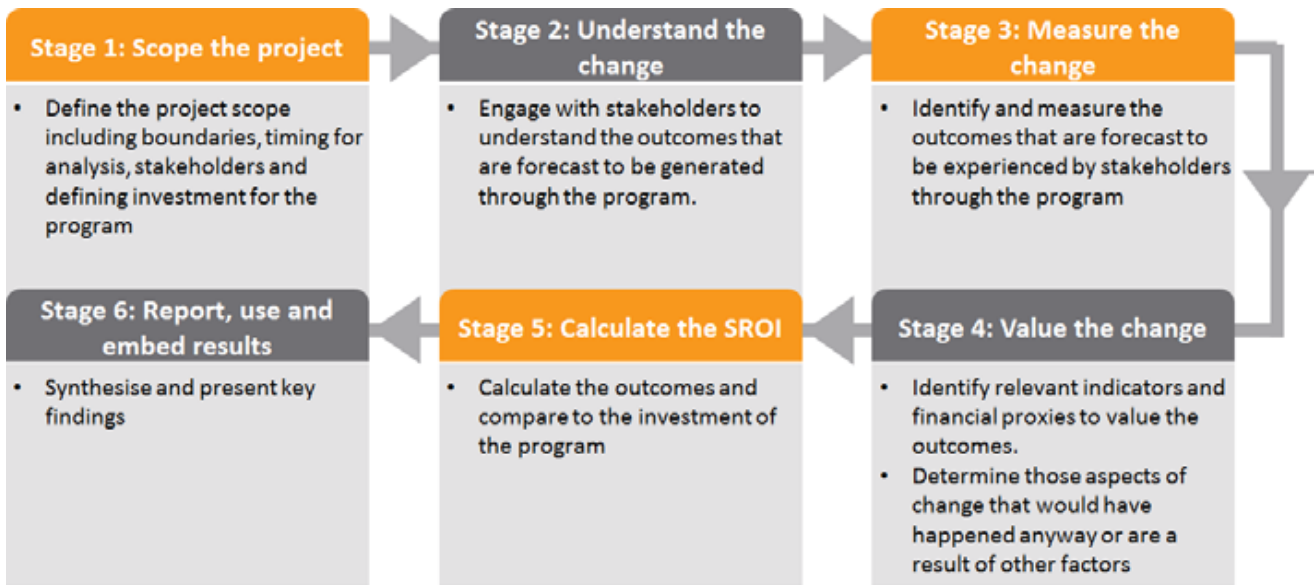 Stage 1: Scope the project
• Define the project scope
including boundaries, timing for
analysis, stakeholders and
defining investment for the
program
Stage 2: Understand the
change
• Engage with stakeholders to
understand the outcomes that
are forecast to be generated
through the program.
Stage 3: Measure the
change
• Identify and measure the
outcomes that are forecast to
be experienced by stakeholders
through the program
Stage 4: Value the change
• Identify relevant indicators and
financial proxies to value the
outcomes.
• Determine those aspects of
change that would have
happened anyway or are a
result of other factors
Stage 5: Calculate the SROI
• Calculate the outcomes and
compare to the investment of
the program
Stage 6: Report, use and
embed results
• Synthesise and present key
findings